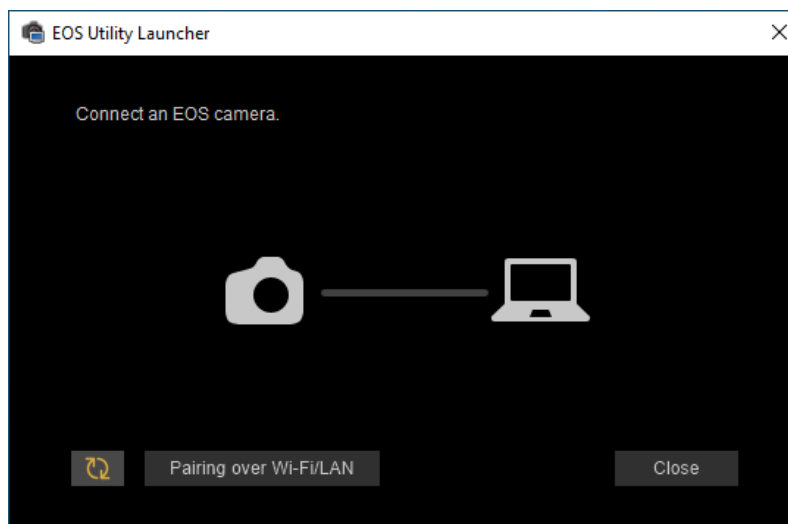 EOS Utility Launcher
Connect an EOS camera.
Pairing over Wi-Fi/LAN
Close